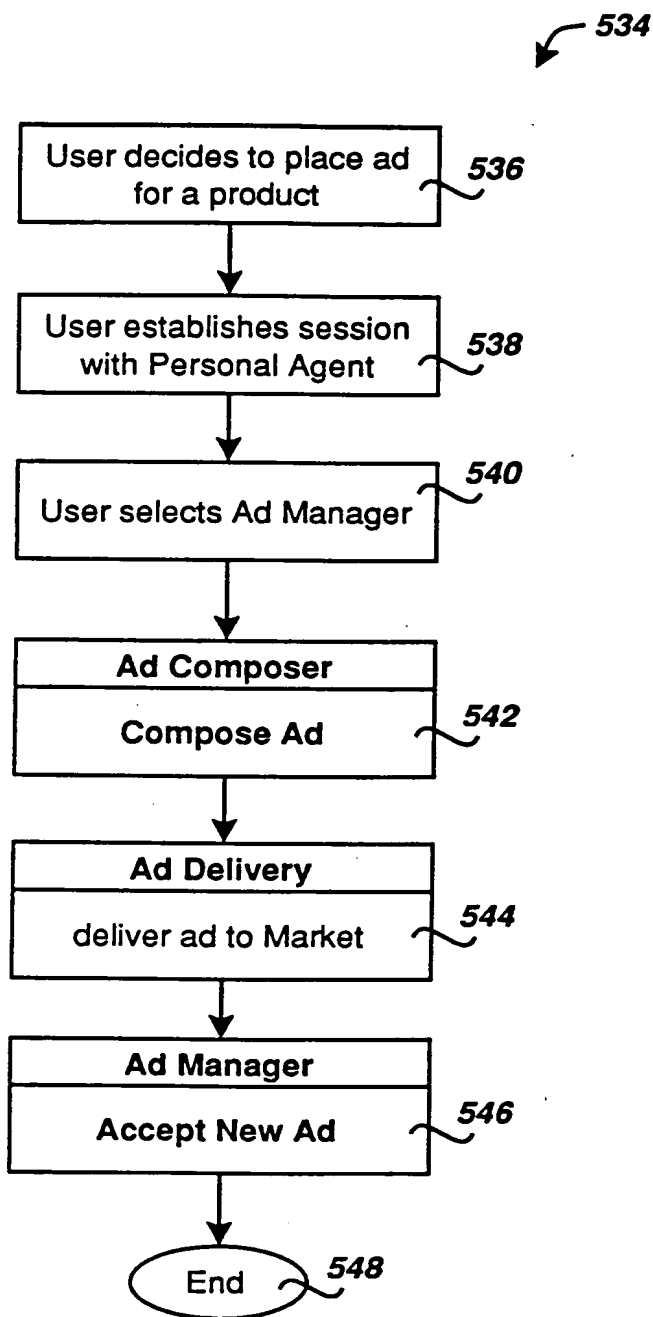 534
User decides to place ad
for a product
536
User establishes session
with Personal Agent
538
540
User selects Ad Manager
Ad Composer
Compose Ad
542
Ad Delivery
deliver ad to Market
544
Ad Manager
Accept New Ad
546
End
548